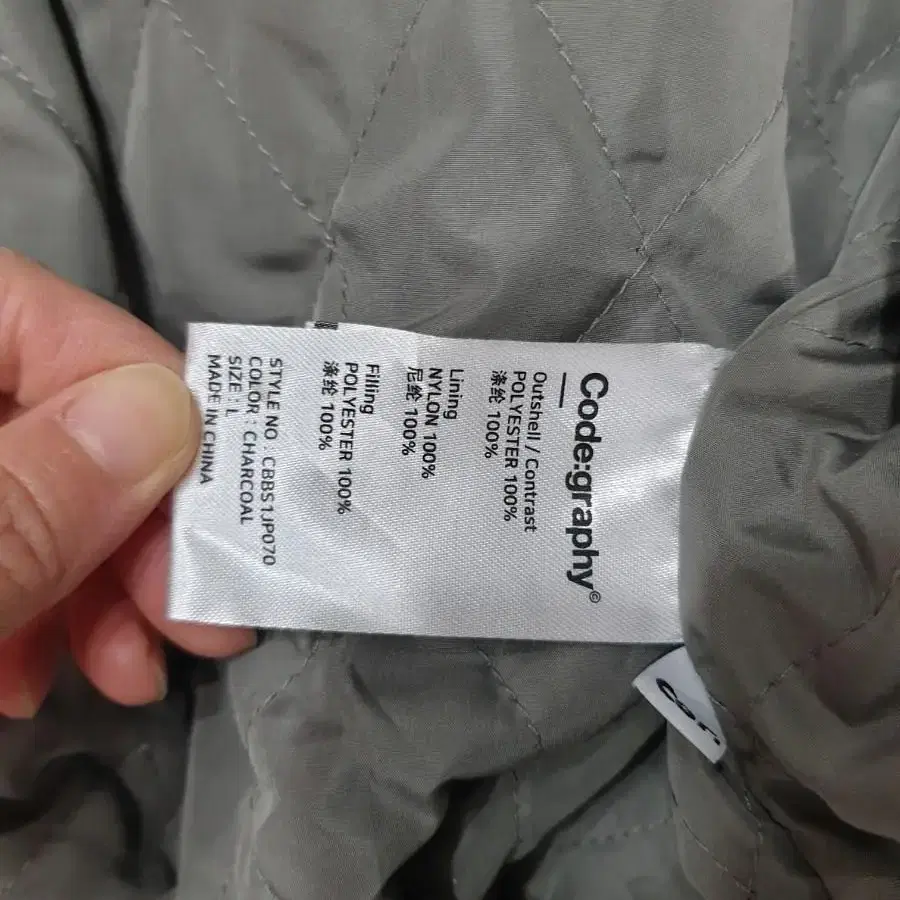 Code:graphy©
Outshell / Contrast
POLYESTER 100%
涤纶 100%
Lining
NYLON 100%
尼纶 100%
Filling
POLYESTER 100%
涤纶 100%
STYLE NO . CBBS1JP070
COLOR : CHARCOAL
SIZE : L
MADE IN CHINA